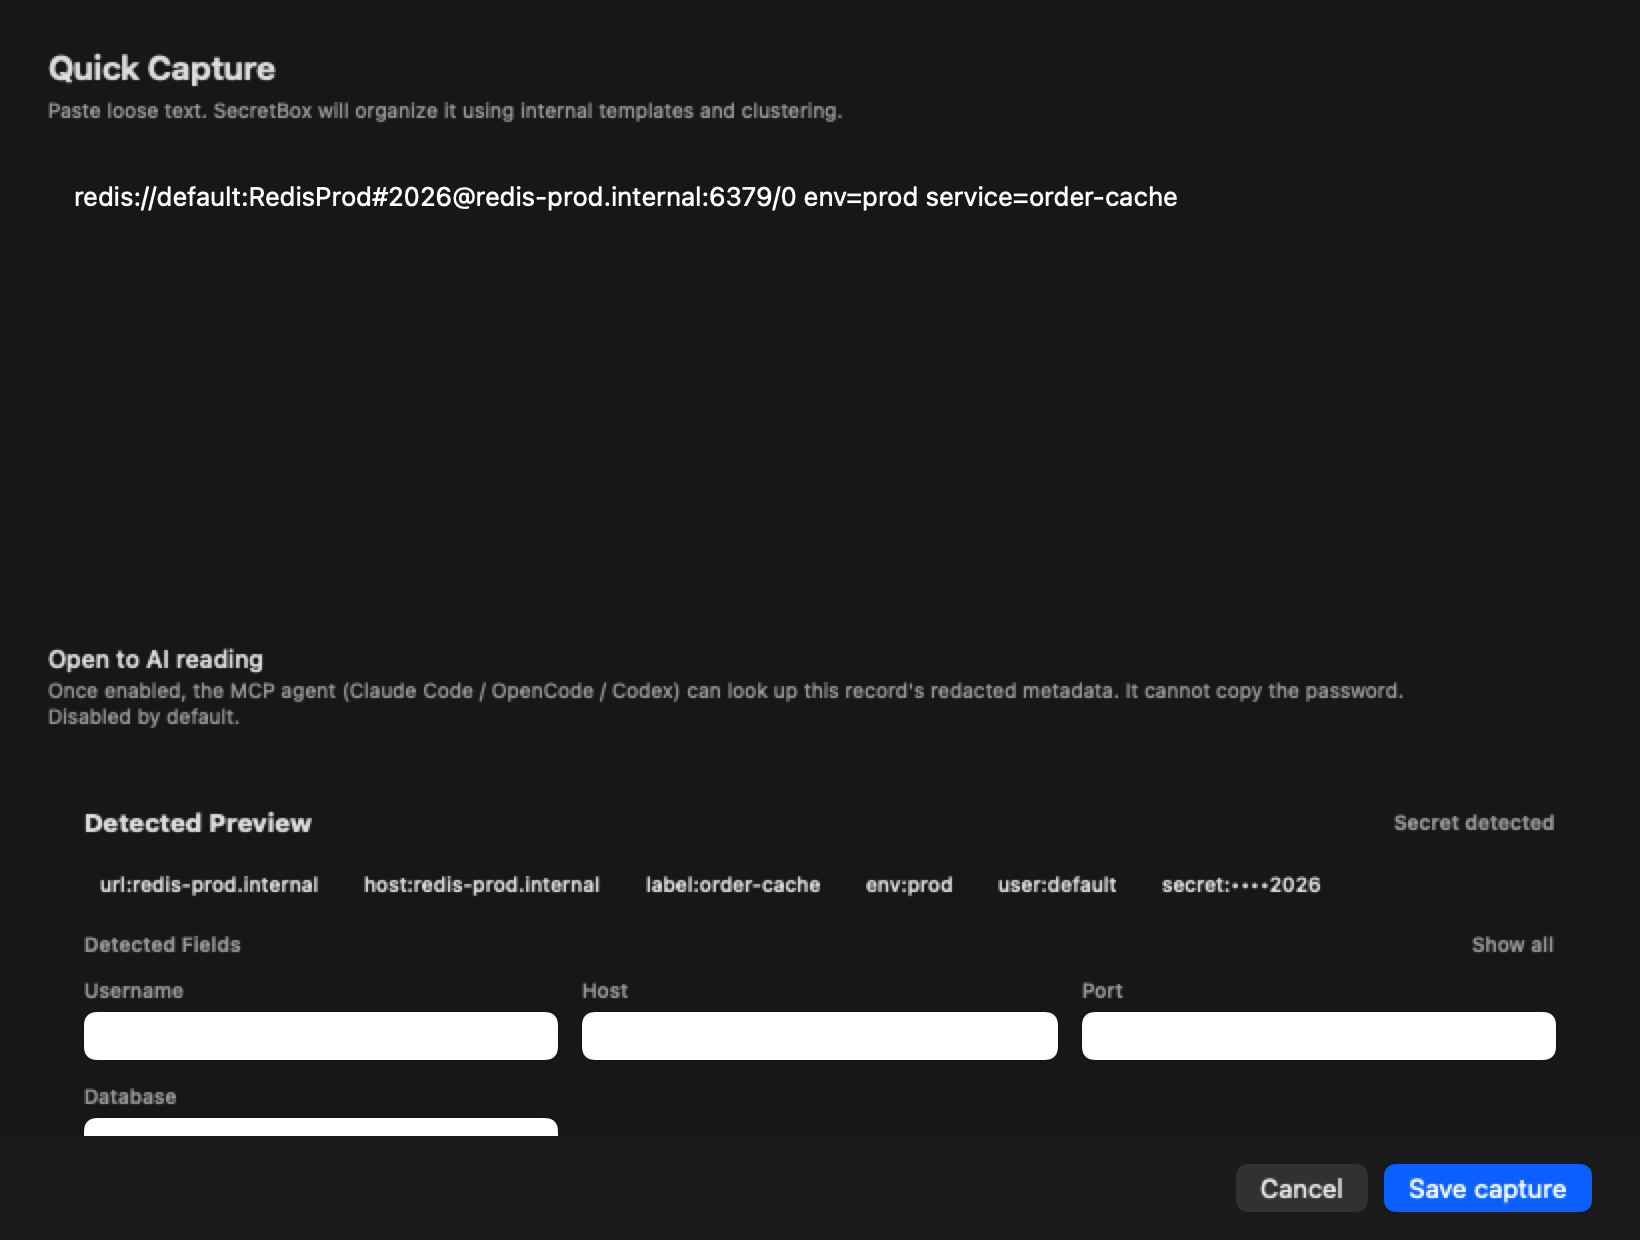 Quick Capture
Paste loose text. SecretBox will organize it using internal templates and clustering.
redis://default:RedisProd#2026@redis-prod.internal:6379/0 env=prod service=order-cache
Open to AI reading
Once enabled, the MCP agent (Claude Code / OpenCode / Codex) can look up this record's redacted metadata. It cannot copy the password.
Disabled by default.
Detected Preview Secret detected
url:redis-prod.internal host:redis-prod.internal label:order-cache env:prod user:default secret:••••2026
Detected Fields Show all
Username Host Port
Database
Cancel Save capture